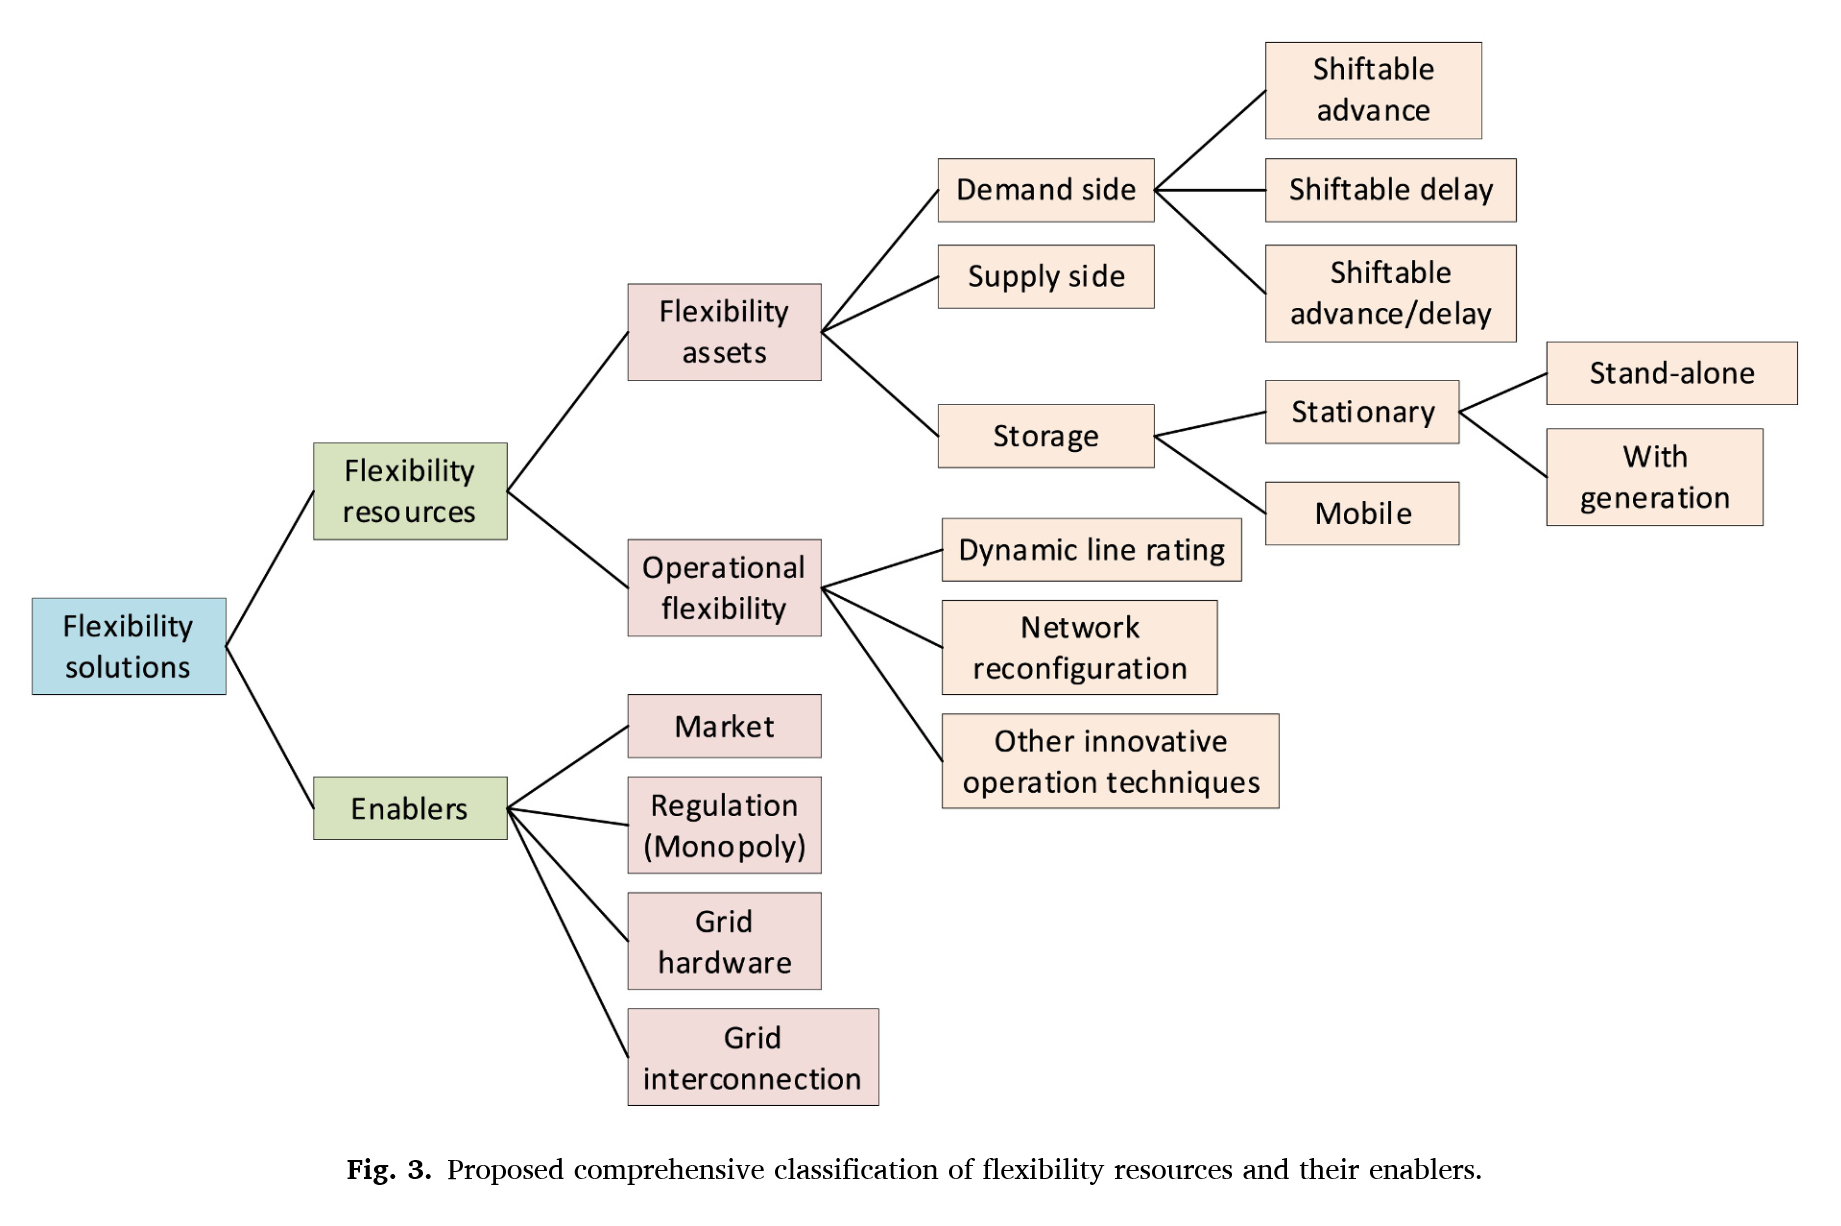 Flexibility
solutions
Flexibility
resources
Enablers
Flexibility
assets
Operational
flexibility
Market
Regulation
(Monopoly)
Grid
hardware
Grid
interconnection
Demand side
Supply side
Storage
Dynamic line rating
Network
reconfiguration
Other innovative
operation techniques
Shiftable
advance
Shiftable delay
Shiftable
advance/delay
Stationary
Mobile
Stand-alone
With
generation
Fig. 3. Proposed comprehensive classification of flexibility resources and their enablers.